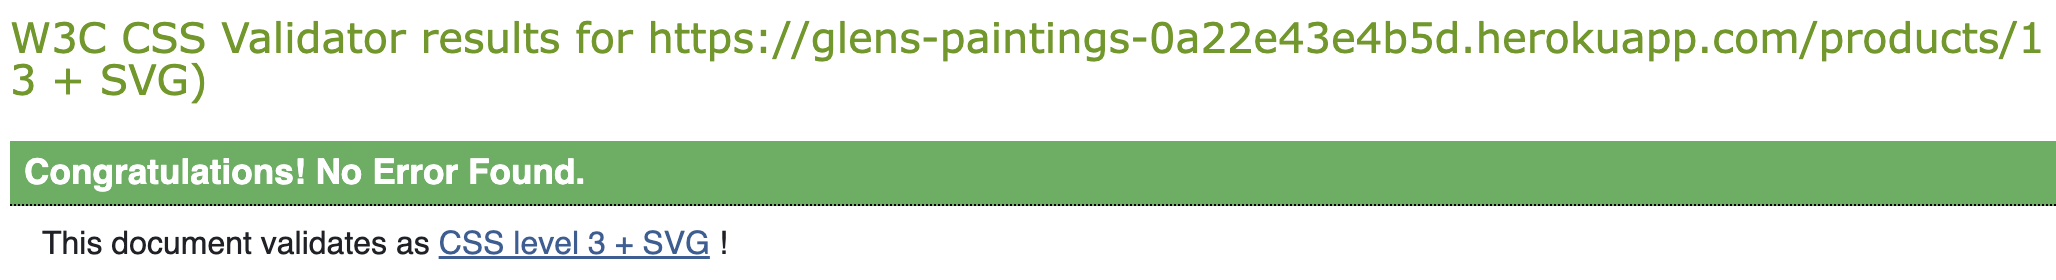 W3C CSS Validator results for https://glens-paintings-0a22e43e4b5d.herokuapp.com/products/1
3 + SVG)
Congratulations! No Error Found.
This document validates as CSS level 3 + SVG !